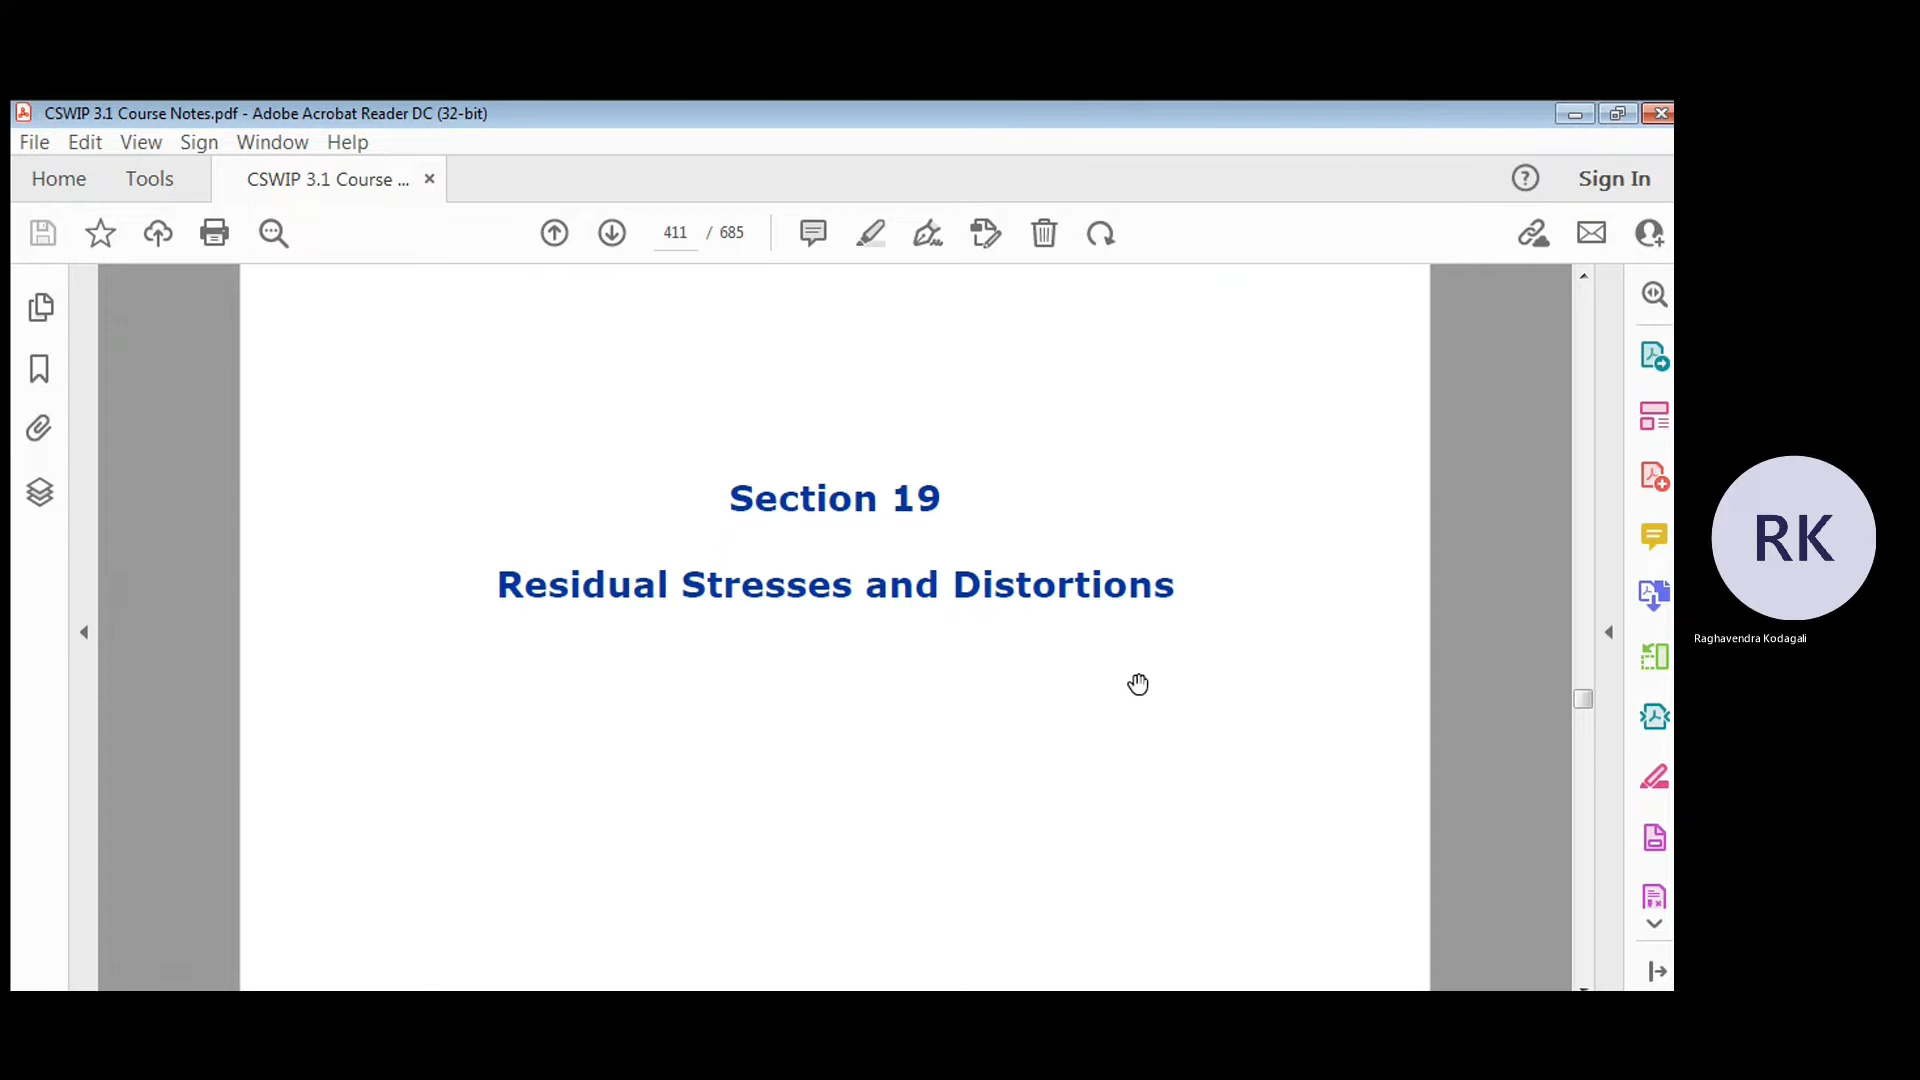 CSWIP 3.1 Course Notes.pdf - Adobe Acrobat Reader DC (32-bit)
File Edit View Sign Window Help
Home Tools CSWIP 3.1 Course ... Sign In
411 / 685
Section 19
Residual Stresses and Distortions
RK
Raghavendra Kodagali